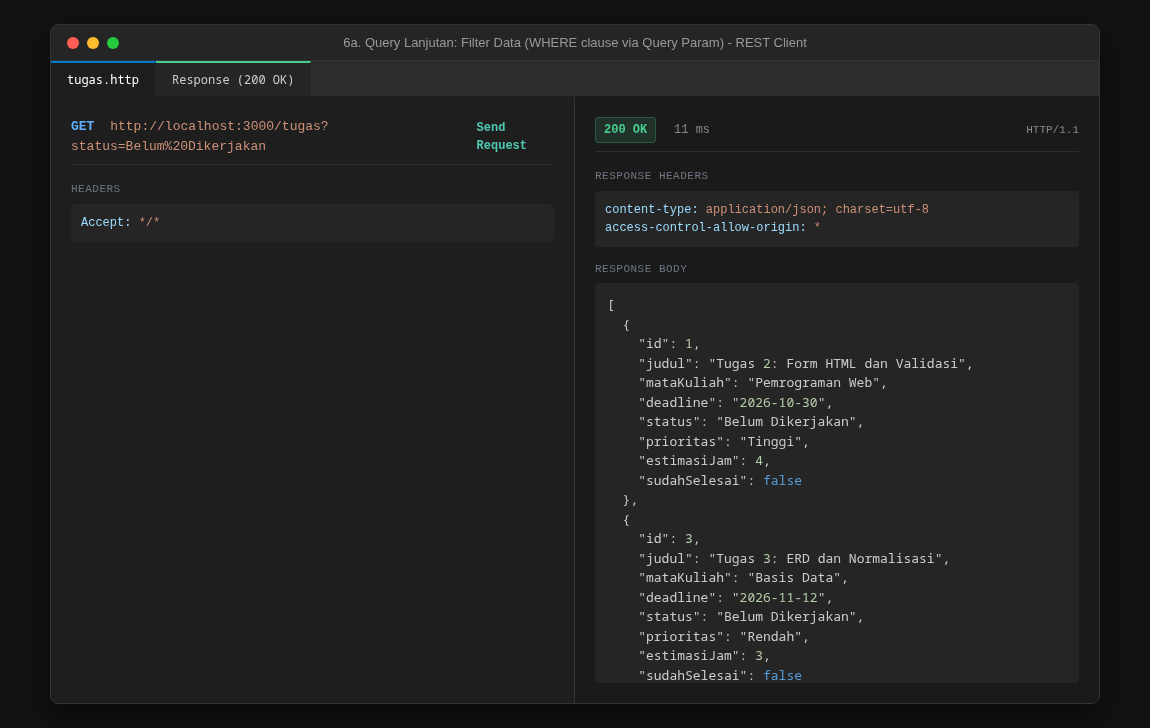 6a. Query Lanjutan: Filter Data (WHERE clause via Query Param) - REST Client
tugas.http
Response (200 OK)
GET http://localhost:3000/tugas?
status=Belum%20Dikerjakan
Send
Request
HEADERS
Accept: */*
200 OK
11 ms
HTTP/1.1
RESPONSE HEADERS
content-type: application/json; charset=utf-8
access-control-allow-origin: *
RESPONSE BODY
[
  {
    "id": 1,
    "judul": "Tugas 2: Form HTML dan Validasi",
    "mataKuliah": "Pemrograman Web",
    "deadline": "2026-10-30",
    "status": "Belum Dikerjakan",
    "prioritas": "Tinggi",
    "estimasiJam": 4,
    "sudahSelesai": false
  },
  {
    "id": 3,
    "judul": "Tugas 3: ERD dan Normalisasi",
    "mataKuliah": "Basis Data",
    "deadline": "2026-11-12",
    "status": "Belum Dikerjakan",
    "prioritas": "Rendah",
    "estimasiJam": 3,
    "sudahSelesai": false